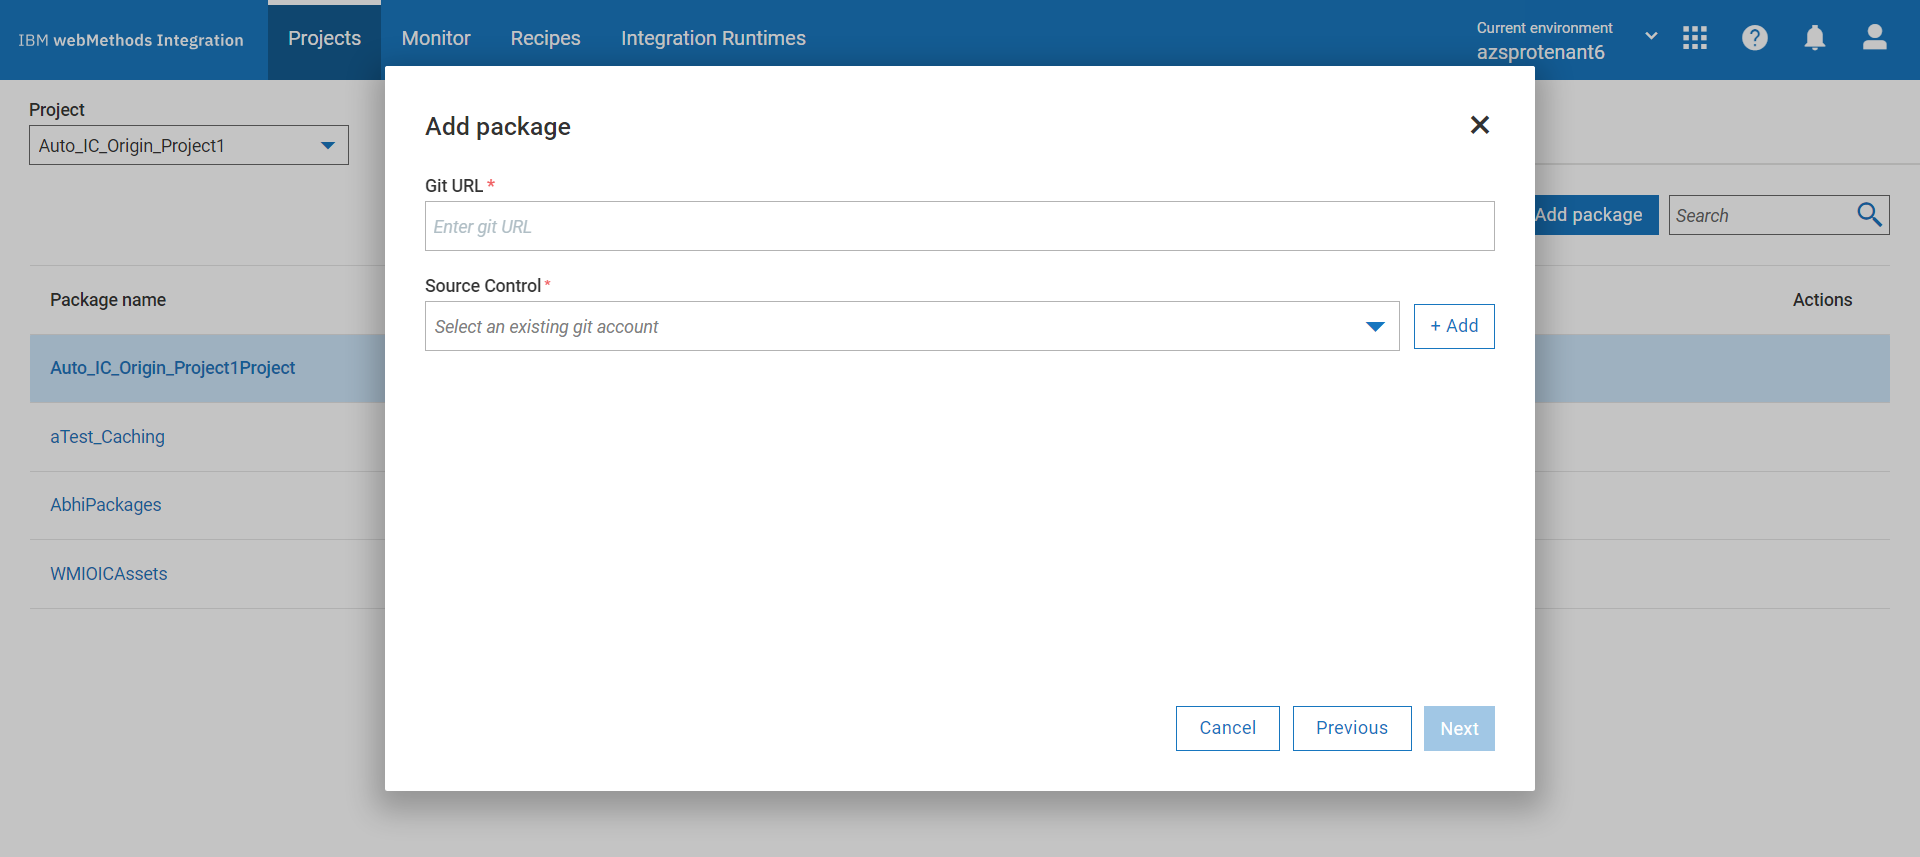 IBM webMethods Integration
Projects
Monitor
Recipes
Integration Runtimes
Current environment
azsprotenant6
Project
Auto_IC_Origin_Project1
Add package
Search
Package name
Actions
Auto_IC_Origin_Project1Project
aTest_Caching
AbhiPackages
WMIOICAssets
Add package
Git URL *
Enter git URL
Source Control *
Select an existing git account
+ Add
Cancel
Previous
Next